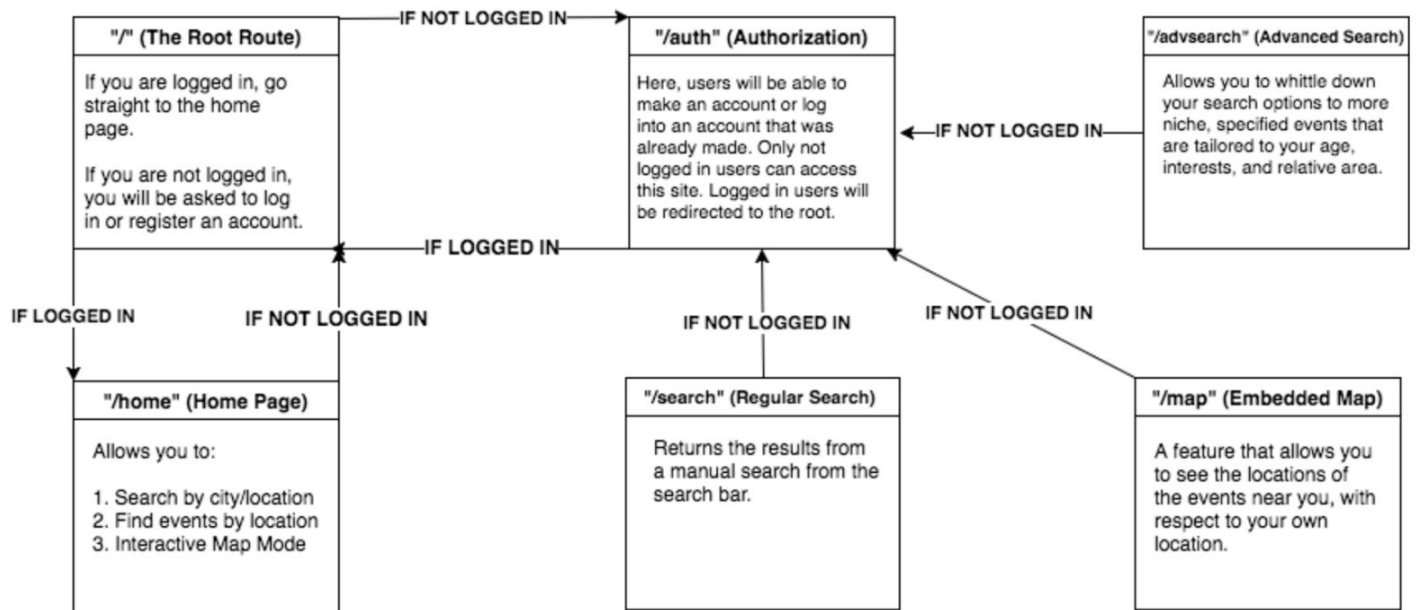 IF NOT LOGGED IN
"/" (The Root Route)
If you are logged in, go
straight to the home
page.
If you are not logged in,
you will be asked to log
in or register an account.
"/auth" (Authorization)
Here, users will be able to
make an account or log
into an account that was
already made. Only not
logged in users can access
this site. Logged in users will
be redirected to the root.
"/advsearch" (Advanced Search)
Allows you to whittle down
your search options to more
niche, specified events that
are tailored to your age,
interests, and relative area.
IF NOT LOGGED IN
IF LOGGED IN
IF LOGGED IN
IF NOT LOGGED IN
IF NOT LOGGED IN
IF NOT LOGGED IN
"/home" (Home Page)
Allows you to:
1. Search by city/location
2. Find events by location
3. Interactive Map Mode
"/search" (Regular Search)
Returns the results from
a manual search from the
search bar.
"/map" (Embedded Map)
A feature that allows you
to see the locations of
the events near you, with
respect to your own
location.